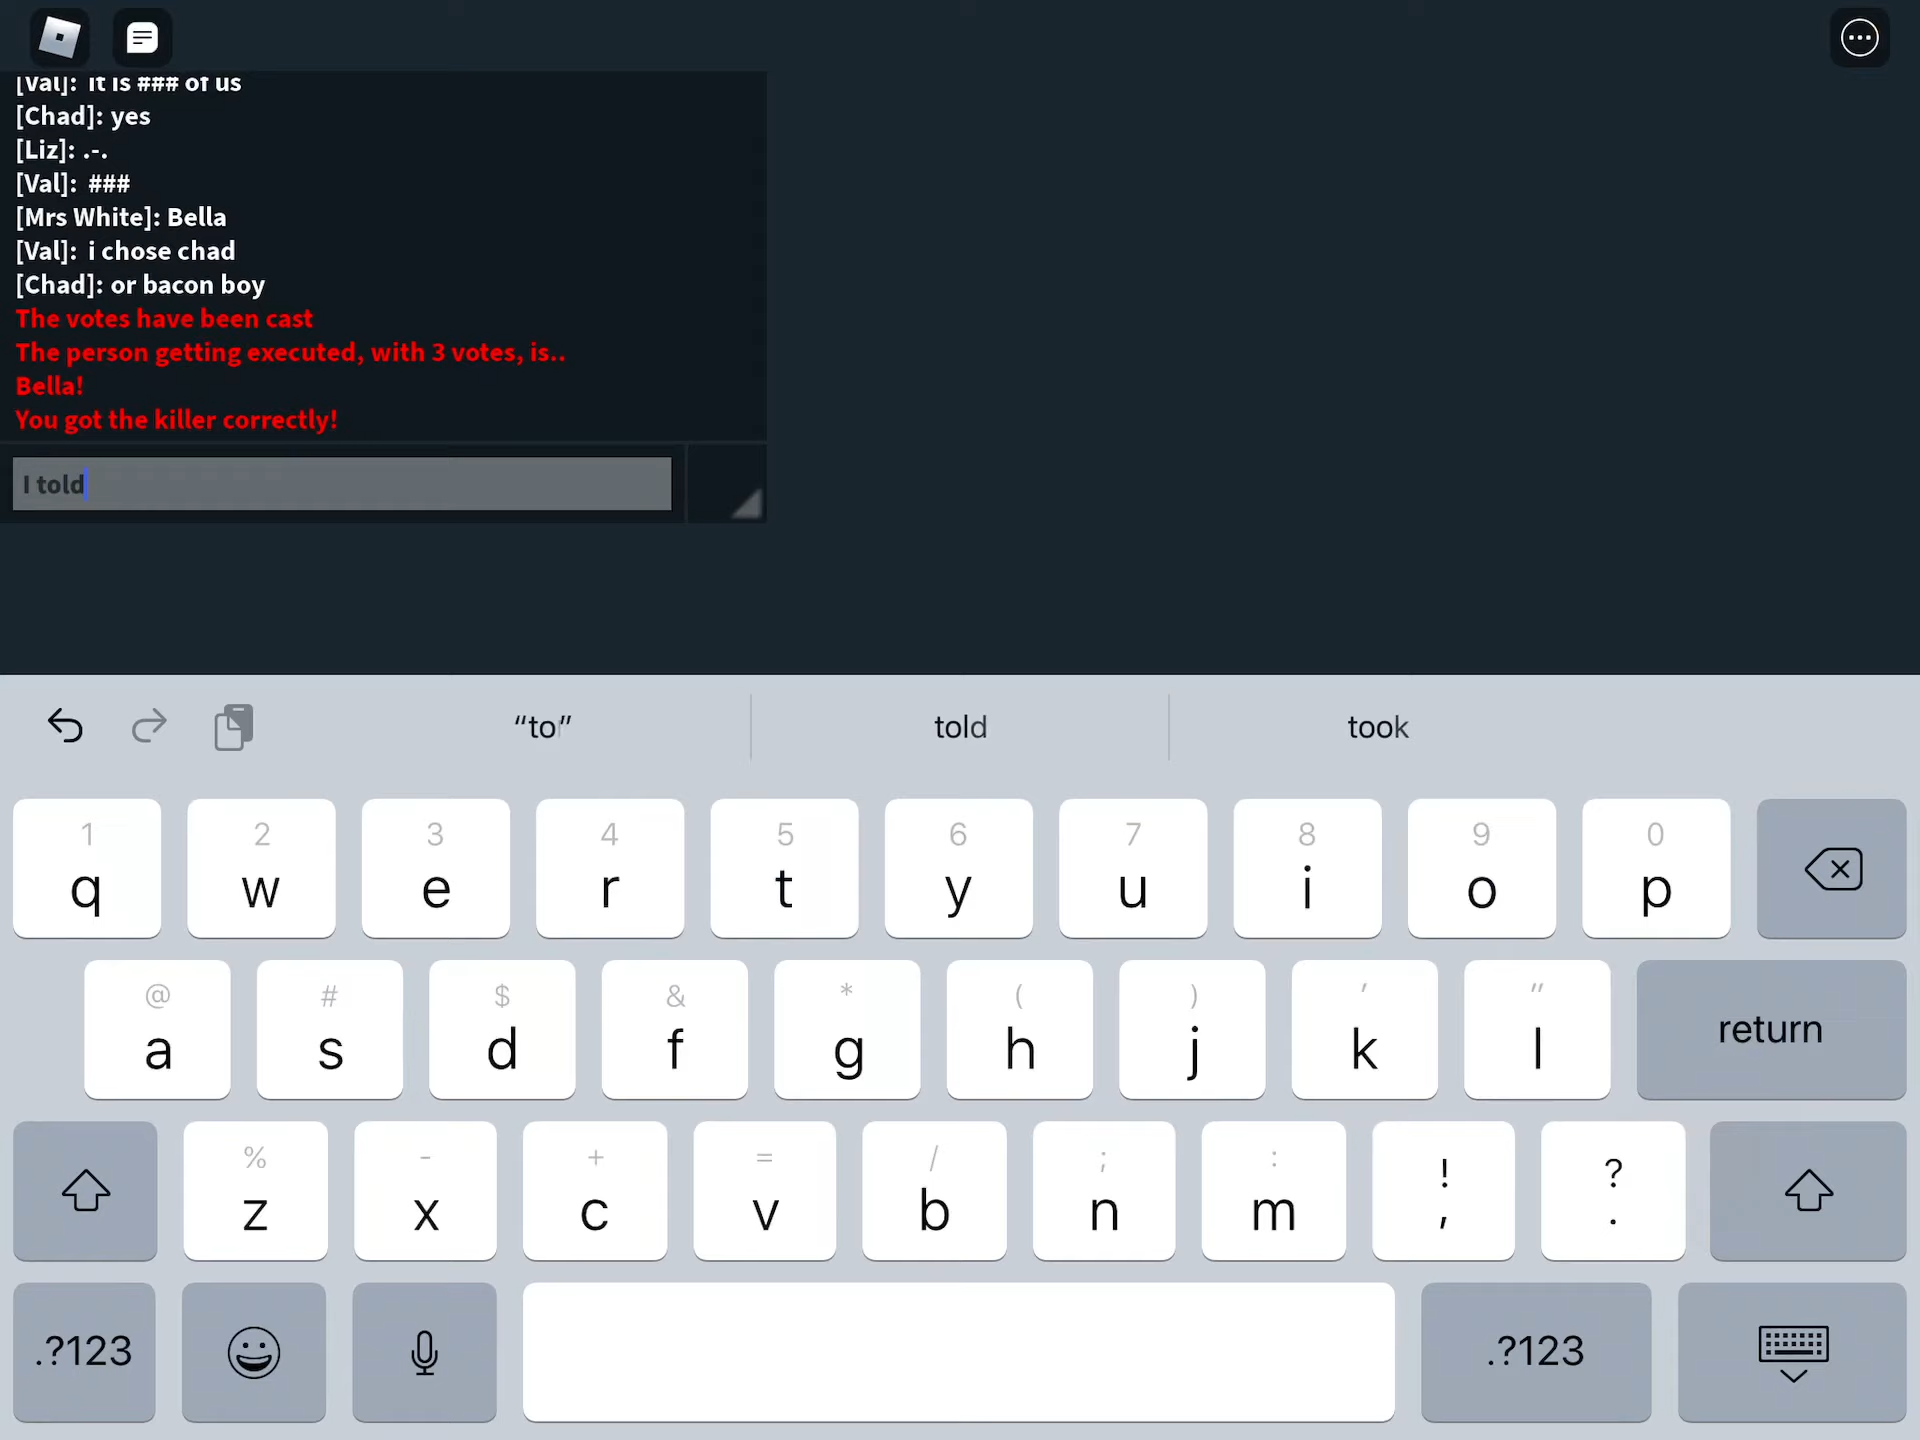 [Val]:  it is ### of us
[Chad]: yes
[Liz]: .-.
[Val]:  ###
[Mrs White]: Bella
[Val]:  i chose chad
[Chad]: or bacon boy
The votes have been cast
The person getting executed, with 3 votes, is..
Bella!
You got the killer correctly!
I told
“to” told took
1 2 3 4 5 6 7 8 9 0
q w e r t y u i o p
@ # $ & * ( ) ' "
a s d f g h j k l return
% - + = / ; : ! ?
z x c v b n m , .
.?123 .?123